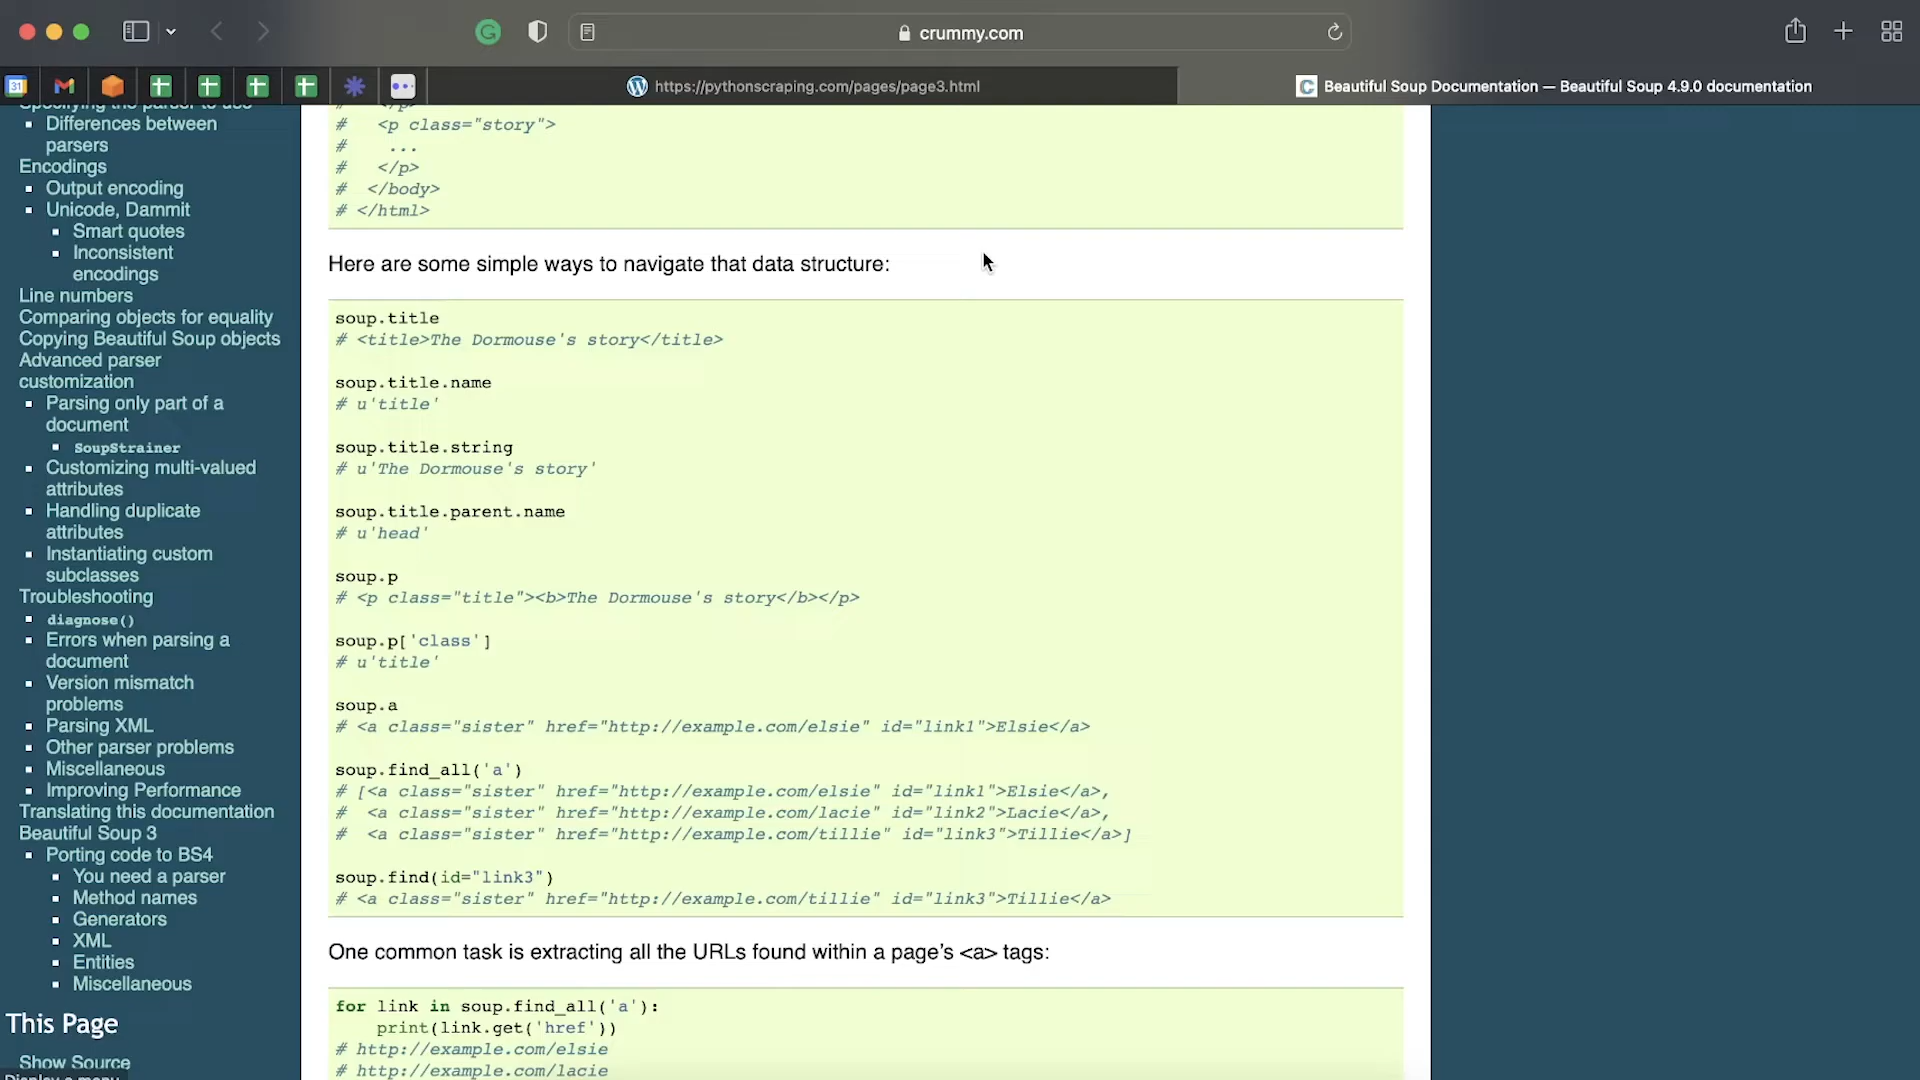 crummy.com
31
https://pythonscraping.com/pages/page3.html
Beautiful Soup Documentation — Beautiful Soup 4.9.0 documentation
Specifying the parser to use
Differences between
parsers
Encodings
Output encoding
Unicode, Dammit
Smart quotes
Inconsistent
encodings
Line numbers
Comparing objects for equality
Copying Beautiful Soup objects
Advanced parser
customization
Parsing only part of a
document
SoupStrainer
Customizing multi-valued
attributes
Handling duplicate
attributes
Instantiating custom
subclasses
Troubleshooting
diagnose()
Errors when parsing a
document
Version mismatch
problems
Parsing XML
Other parser problems
Miscellaneous
Improving Performance
Translating this documentation
Beautiful Soup 3
Porting code to BS4
You need a parser
Method names
Generators
XML
Entities
Miscellaneous
This Page
Show Source
Display a menu
#   </p>
#   <p class="story">
#    ...
#   </p>
#  </body>
# </html>
Here are some simple ways to navigate that data structure:
soup.title
# <title>The Dormouse's story</title>
soup.title.name
# u'title'
soup.title.string
# u'The Dormouse's story'
soup.title.parent.name
# u'head'
soup.p
# <p class="title"><b>The Dormouse's story</b></p>
soup.p['class']
# u'title'
soup.a
# <a class="sister" href="http://example.com/elsie" id="link1">Elsie</a>
soup.find_all('a')
# [<a class="sister" href="http://example.com/elsie" id="link1">Elsie</a>,
#  <a class="sister" href="http://example.com/lacie" id="link2">Lacie</a>,
#  <a class="sister" href="http://example.com/tillie" id="link3">Tillie</a>]
soup.find(id="link3")
# <a class="sister" href="http://example.com/tillie" id="link3">Tillie</a>
One common task is extracting all the URLs found within a page's <a> tags:
for link in soup.find_all('a'):
    print(link.get('href'))
# http://example.com/elsie
# http://example.com/lacie